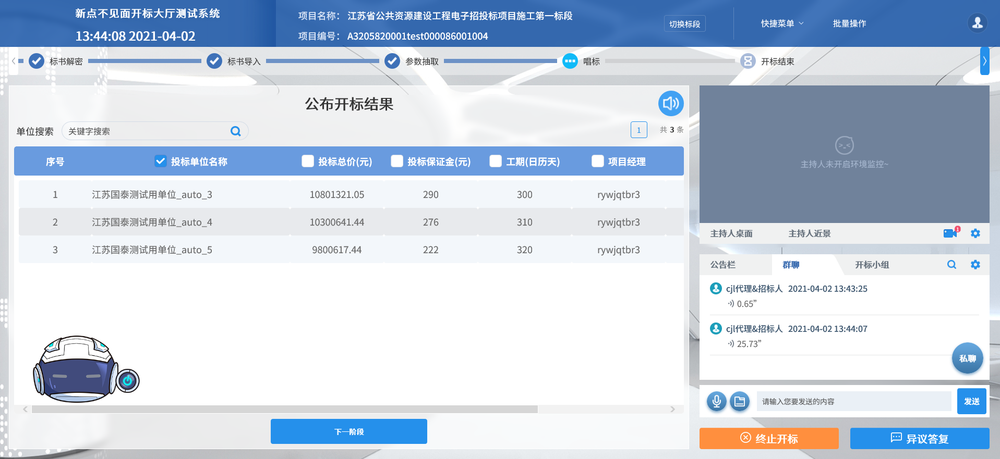 新点不见面开标大厅测试系统
13:44:08 2021-04-02
项目名称： 江苏省公共资源建设工程电子招投标项目施工第一标段
项目编号： A3205820001test000086001004
切换标段
快捷菜单
批量操作
标书解密
标书导入
参数抽取
唱标
开标结束
公布开标结果
单位搜索
关键字搜索
1
共 3 条
序号 投标单位名称 投标总价(元) 投标保证金(元) 工期(日历天) 项目经理
1 江苏国泰测试用单位_auto_3 10801321.05 290 300 rywjqtbr3
2 江苏国泰测试用单位_auto_4 10300641.44 276 310 rywjqtbr3
3 江苏国泰测试用单位_auto_5 9800617.44 222 320 rywjqtbr3
下一阶段
>_<
主持人未开启环境监控~
主持人桌面 主持人近景
1
公告栏 群聊 开标小组
cjl代理&招标人 2021-04-02 13:43:25
0.65”
cjl代理&招标人 2021-04-02 13:44:07
25.73”
私聊
请输入您要发送的内容
发送
终止开标
异议答复